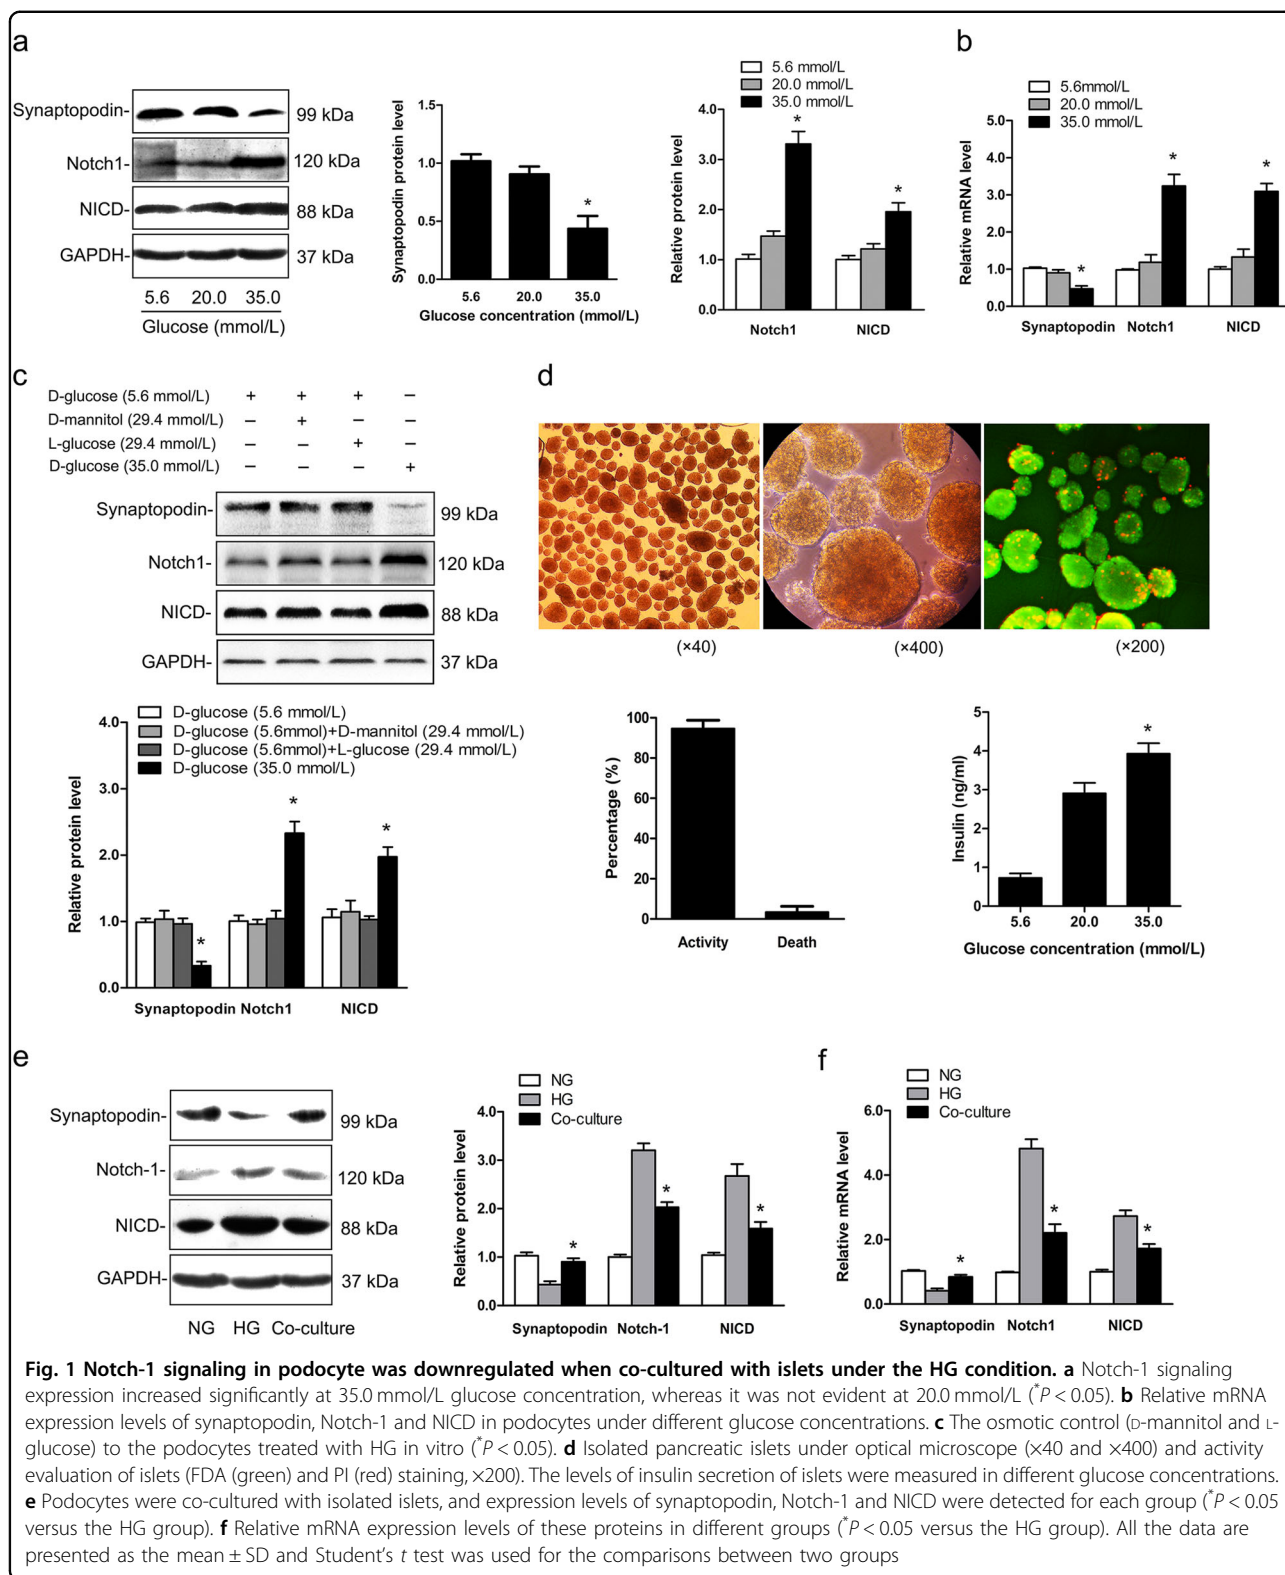 a
Synaptopodin-
99 kDa
Notch1-
120 kDa
NICD-
88 kDa
GAPDH-
37 kDa
5.6 20.0 35.0
Glucose (mmol/L)
Synaptopodin protein level
1.5
1.0
0.5
0.0
*
5.6 20.0 35.0
Glucose concentration (mmol/L)
5.6 mmol/L
20.0 mmol/L
35.0 mmol/L
Relative protein level
4.0
3.0
2.0
1.0
0.0
*
*
Notch1 NICD
b
5.6mmol/L
20.0 mmol/L
35.0 mmol/L
Relative mRNA level
5.0
4.0
3.0
2.0
1.0
0.0
*
*
*
Synaptopodin Notch1 NICD
c
D-glucose (5.6 mmol/L) + + + –
D-mannitol (29.4 mmol/L) – + – –
L-glucose (29.4 mmol/L) – – + –
D-glucose (35.0 mmol/L) – – – +
Synaptopodin-
99 kDa
Notch1-
120 kDa
NICD-
88 kDa
GAPDH-
37 kDa
D-glucose (5.6 mmol/L)
D-glucose (5.6mmol)+D-mannitol (29.4 mmol/L)
D-glucose (5.6mmol)+L-glucose (29.4 mmol/L)
D-glucose (35.0 mmol/L)
Relative protein level
4.0
3.0
2.0
1.0
0.0
*
*
*
Synaptopodin Notch1 NICD
d
(×40) (×400) (×200)
Percentage (%)
100
80
60
40
20
0
Activity Death
Insulin (ng/ml)
5
4
3
2
1
0
*
5.6 20.0 35.0
Glucose concentration (mmol/L)
e
Synaptopodin-
99 kDa
Notch-1-
120 kDa
NICD-
88 kDa
GAPDH-
37 kDa
NG HG Co-culture
NG
HG
Co-culture
Relative protein level
4.0
3.0
2.0
1.0
0.0
*
*
*
Synaptopodin Notch-1 NICD
f
NG
HG
Co-culture
Relative mRNA level
6.0
4.0
2.0
0.0
*
*
*
Synaptopodin Notch1 NICD
Fig. 1 Notch-1 signaling in podocyte was downregulated when co-cultured with islets under the HG condition. a Notch-1 signaling
expression increased significantly at 35.0 mmol/L glucose concentration, whereas it was not evident at 20.0 mmol/L (*P < 0.05). b Relative mRNA
expression levels of synaptopodin, Notch-1 and NICD in podocytes under different glucose concentrations. c The osmotic control (D-mannitol and L-
glucose) to the podocytes treated with HG in vitro (*P < 0.05). d Isolated pancreatic islets under optical microscope (×40 and ×400) and activity
evaluation of islets (FDA (green) and PI (red) staining, ×200). The levels of insulin secretion of islets were measured in different glucose concentrations.
e Podocytes were co-cultured with isolated islets, and expression levels of synaptopodin, Notch-1 and NICD were detected for each group (*P < 0.05
versus the HG group). f Relative mRNA expression levels of these proteins in different groups (*P < 0.05 versus the HG group). All the data are
presented as the mean ± SD and Student's t test was used for the comparisons between two groups